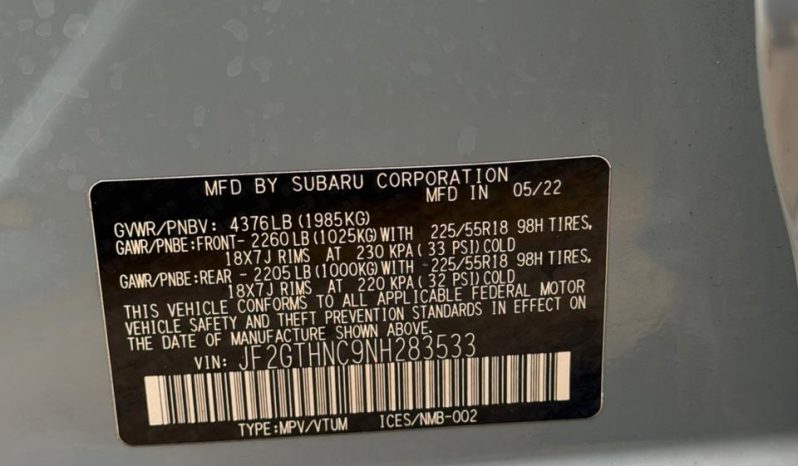 MFD BY SUBARU CORPORATION
MFD IN 05/22
GVWR/PNBV: 4376LB (1985KG)
GAWR/PNBE:FRONT- 2260LB (1025KG) WITH 225/55R18 98H TIRES,
18X7J RIMS AT 230 KPA ( 33 PSI) COLD
GAWR/PNBE:REAR - 2205LB (1000KG) WITH 225/55R18 98H TIRES,
18X7J RIMS AT 220 KPA ( 32 PSI) COLD
THIS VEHICLE CONFORMS TO ALL APPLICABLE FEDERAL MOTOR
VEHICLE SAFETY AND THEFT PREVENTION STANDARDS IN EFFECT ON
THE DATE OF MANUFACTURE SHOWN ABOVE.
VIN: JF2GTHNC9NH283533
TYPE:MPV/VTUM ICES/NMB-002